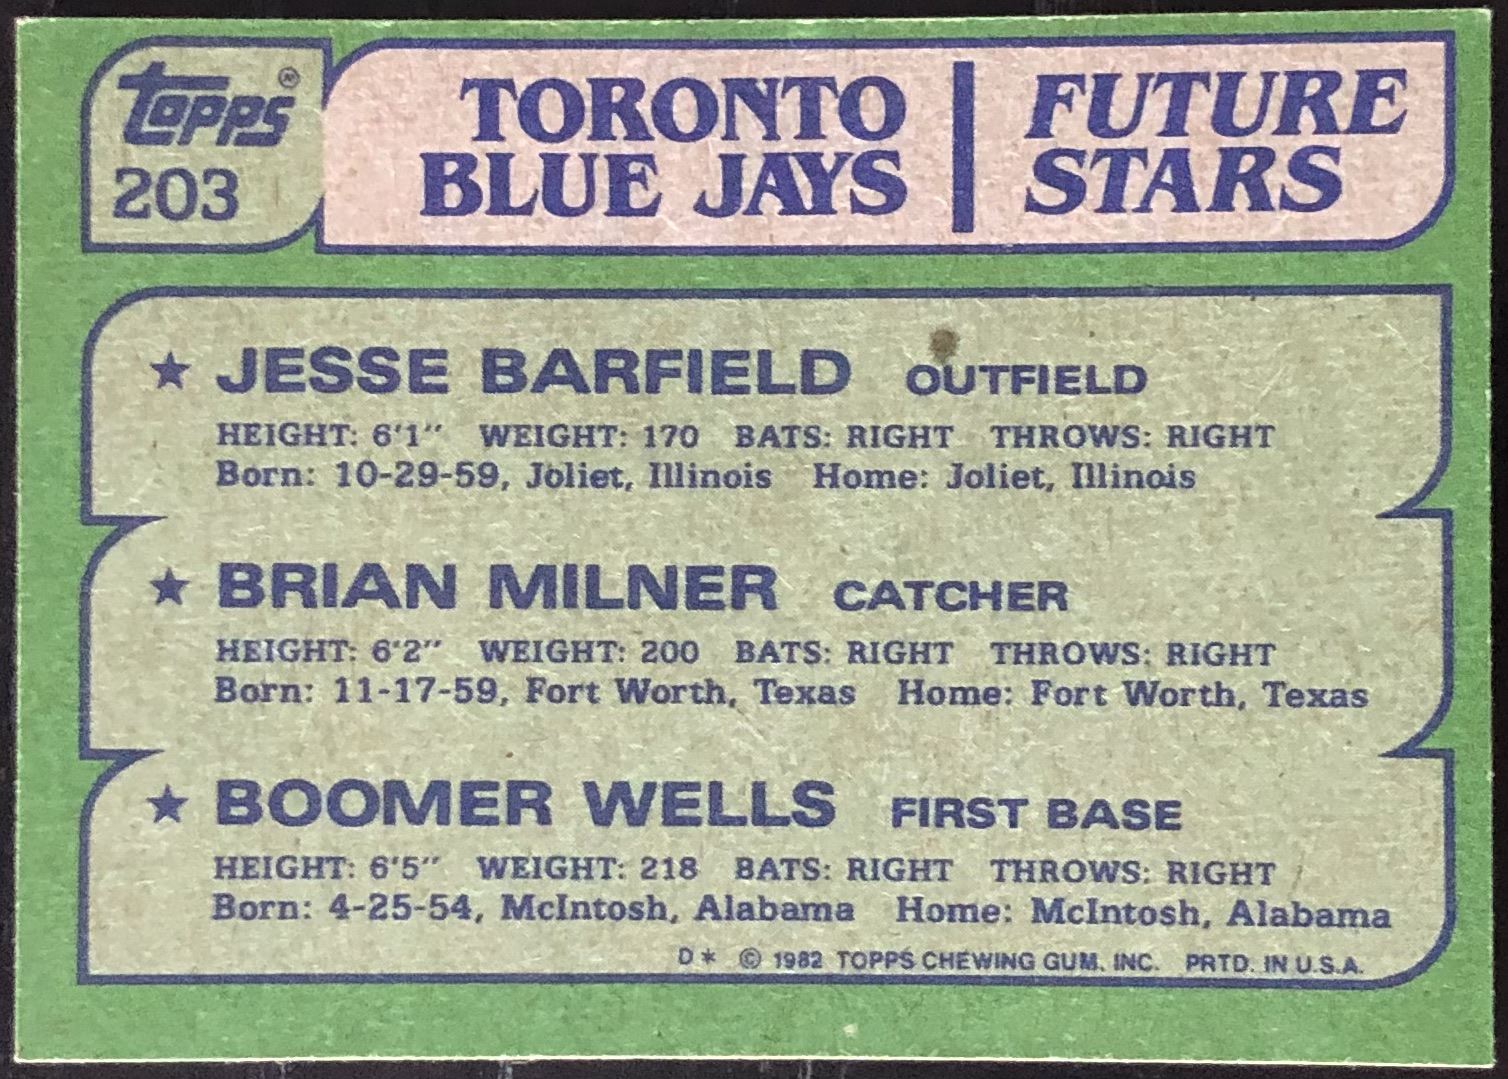 Topps®
203
TORONTO
BLUE JAYS
FUTURE
STARS
★ JESSE BARFIELD OUTFIELD
HEIGHT: 6'1" WEIGHT: 170 BATS: RIGHT THROWS: RIGHT
Born: 10-29-59, Joliet, Illinois Home: Joliet, Illinois
★ BRIAN MILNER CATCHER
HEIGHT: 6'2" WEIGHT: 200 BATS: RIGHT THROWS: RIGHT
Born: 11-17-59, Fort Worth, Texas Home: Fort Worth, Texas
★ BOOMER WELLS FIRST BASE
HEIGHT: 6'5" WEIGHT: 218 BATS: RIGHT THROWS: RIGHT
Born: 4-25-54, McIntosh, Alabama Home: McIntosh, Alabama
D* © 1982 TOPPS CHEWING GUM, INC. PRTD. IN U.S.A.